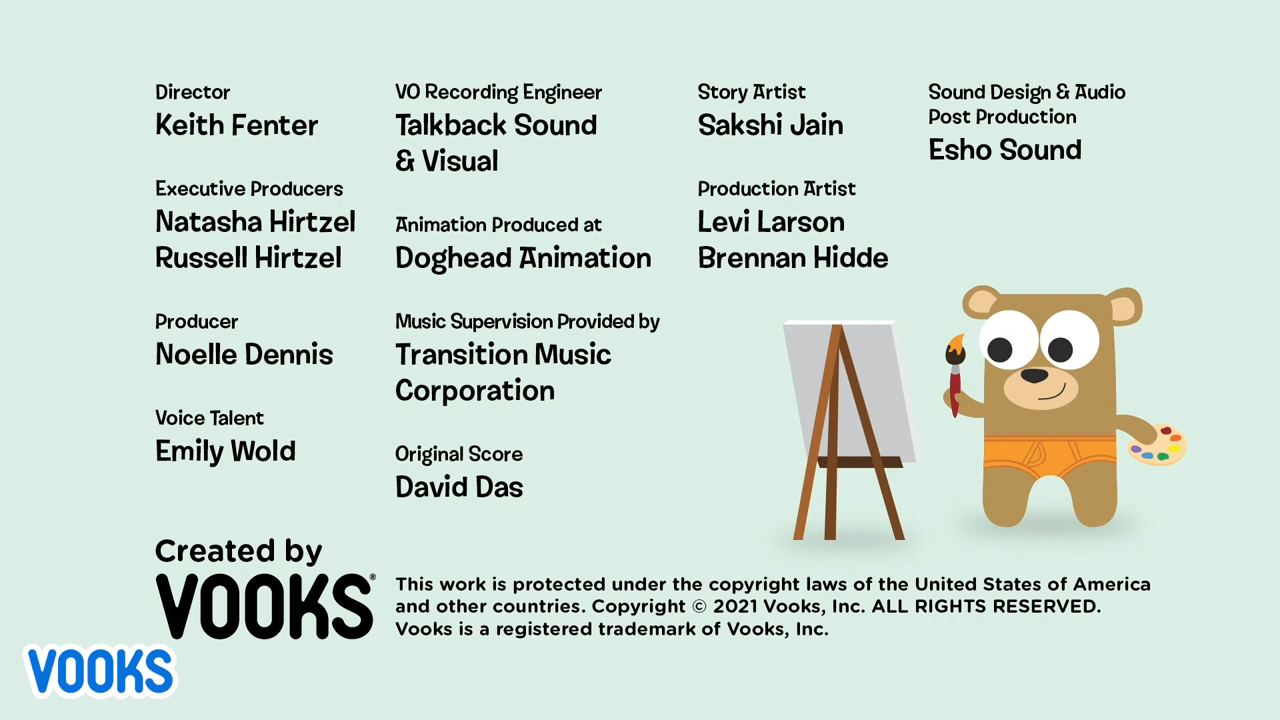 Director
Keith Fenter
Executive Producers
Natasha Hirtzel
Russell Hirtzel
Producer
Noelle Dennis
Voice Talent
Emily Wold
VO Recording Engineer
Talkback Sound
& Visual
Animation Produced at
Doghead Animation
Music Supervision Provided by
Transition Music
Corporation
Original Score
David Das
Story Artist
Sakshi Jain
Production Artist
Levi Larson
Brennan Hidde
Sound Design & Audio
Post Production
Esho Sound
Created by
VOOKS®
This work is protected under the copyright laws of the United States of America
and other countries. Copyright © 2021 Vooks, Inc. ALL RIGHTS RESERVED.
Vooks is a registered trademark of Vooks, Inc.
VOOKS